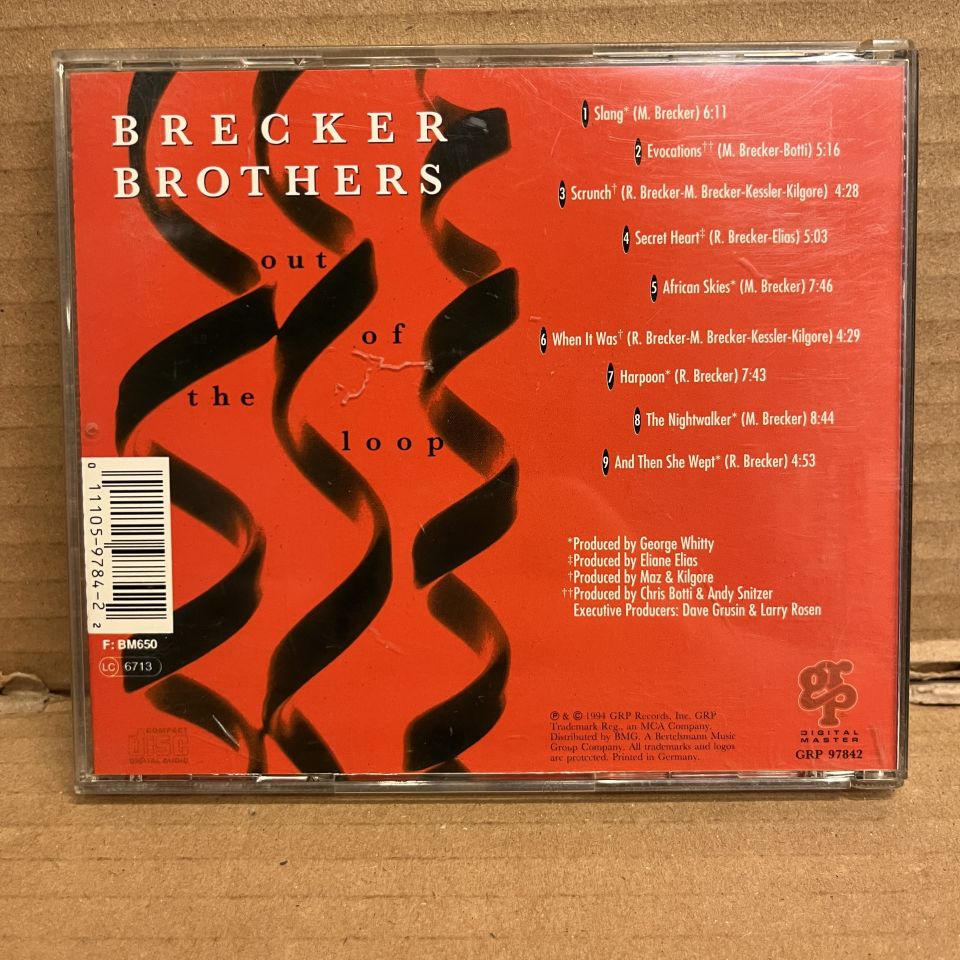 BRECKER
BROTHERS
out
of
the
loop
1 Slang* (M. Brecker) 6:11
2 Evocations†† (M. Brecker-Botti) 5:16
3 Scrunch† (R. Brecker-M. Brecker-Kessler-Kilgore) 4:28
4 Secret Heart‡ (R. Brecker-Elias) 5:03
5 African Skies* (M. Brecker) 7:46
6 When It Was† (R. Brecker-M. Brecker-Kessler-Kilgore) 4:29
7 Harpoon* (R. Brecker) 7:43
8 The Nightwalker* (M. Brecker) 8:44
9 And Then She Wept* (R. Brecker) 4:53
*Produced by George Whitty
‡Produced by Eliane Elias
†Produced by Maz & Kilgore
††Produced by Chris Botti & Andy Snitzer
Executive Producers: Dave Grusin & Larry Rosen
0 11105-9784-2 2
F: BM650
LC 6713
COMPACT
disc
DIGITAL AUDIO
℗ & © 1994 GRP Records, Inc. GRP
Trademark Reg., an MCA Company.
Distributed by BMG. A Bertelsmann Music
Group Company. All trademarks and logos
are protected. Printed in Germany.
grp
DIGITAL
MASTER
GRP 97842